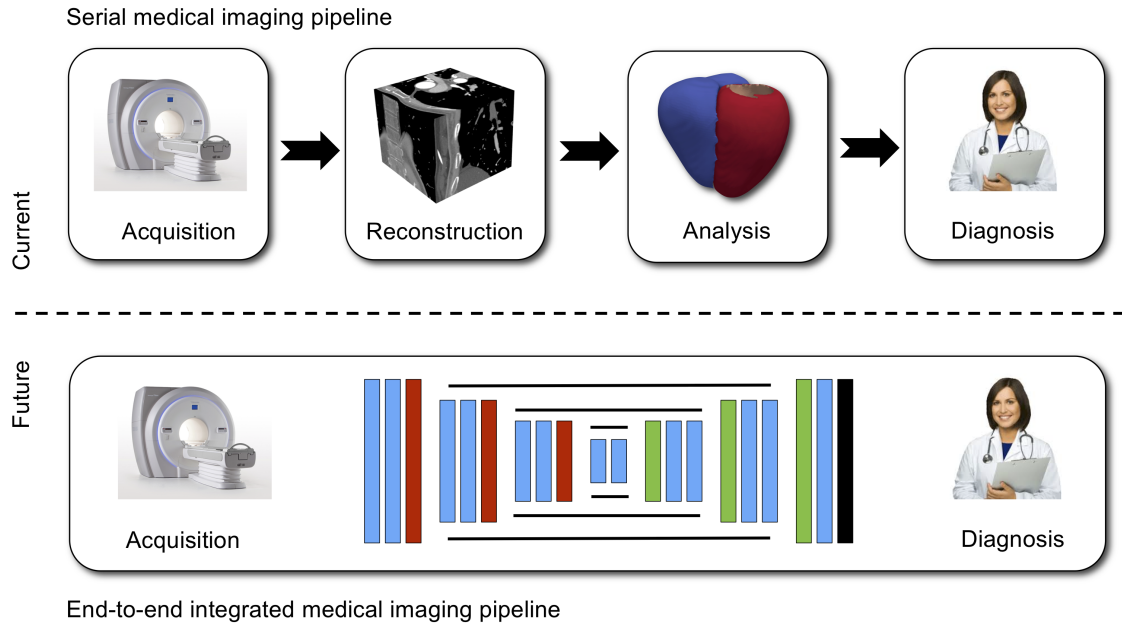 Serial medical imaging pipeline
Current
Acquisition
Reconstruction
Analysis
Diagnosis
Future
Acquisition
Diagnosis
End-to-end integrated medical imaging pipeline